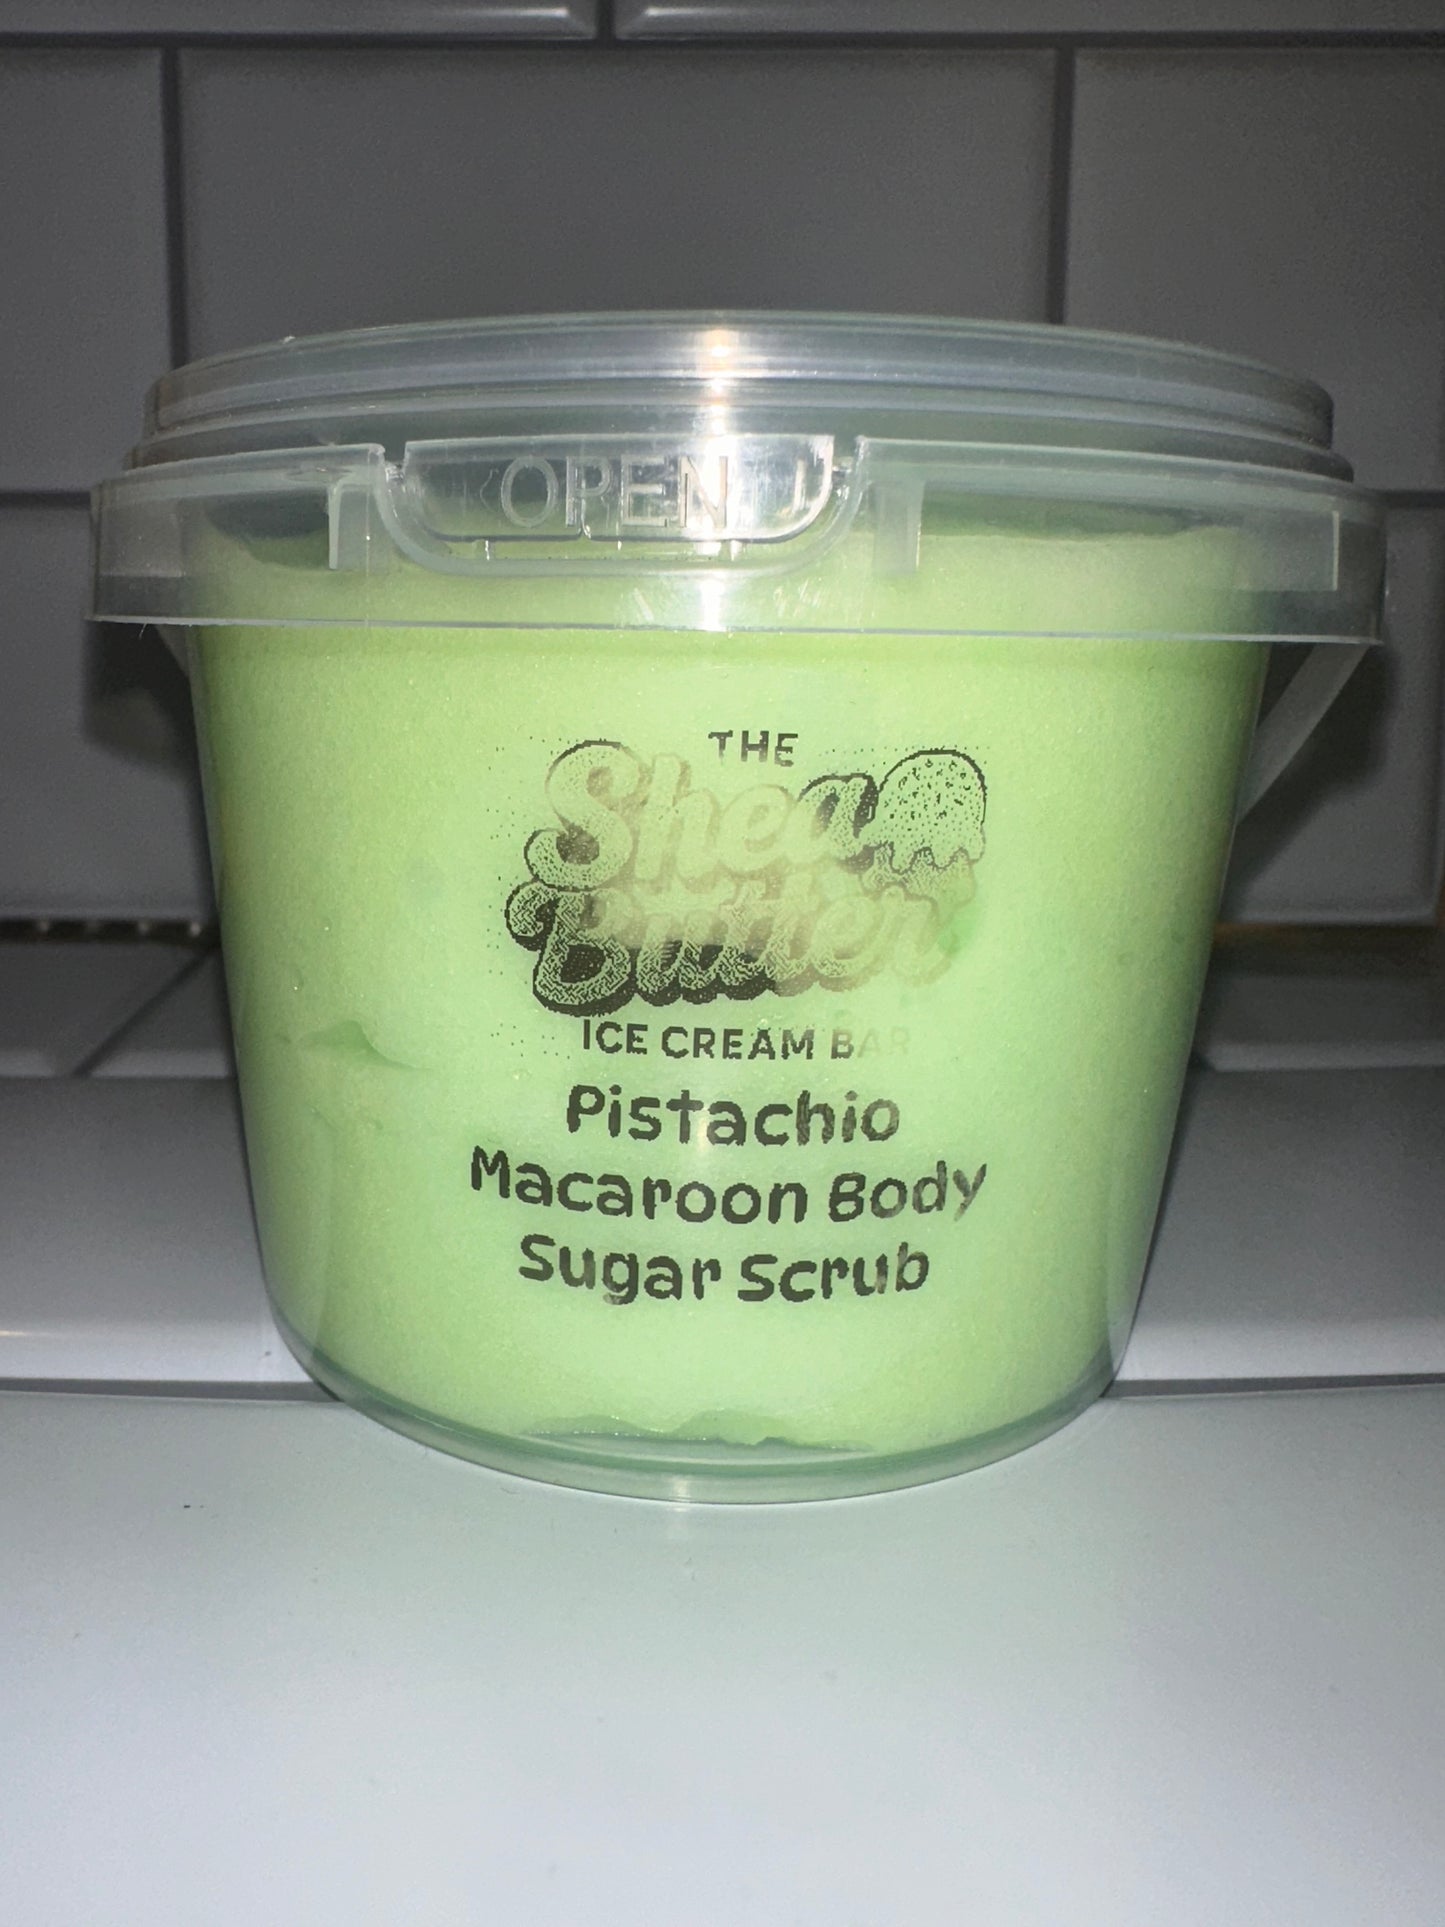 OPEN
THE
Shea
Butter
ICE CREAM BAR
Pistachio
Macaroon Body
Sugar Scrub